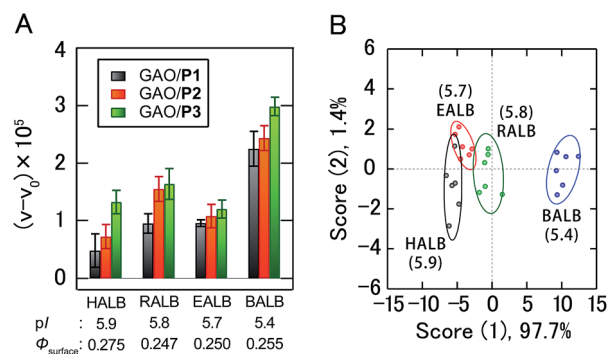 A
(v−v₀) × 10⁵
4
3
2
1
0
GAO/P1
GAO/P2
GAO/P3
HALB RALB EALB BALB
pI : 5.9 5.8 5.7 5.4
Φsurface : 0.275 0.247 0.250 0.255
B
Score (2), 1.4%
6
4
2
0
-2
-4
-6
(5.7)
EALB
(5.8)
RALB
HALB
(5.9)
BALB
(5.4)
-15 -10 -5 0 5 10 15
Score (1), 97.7%